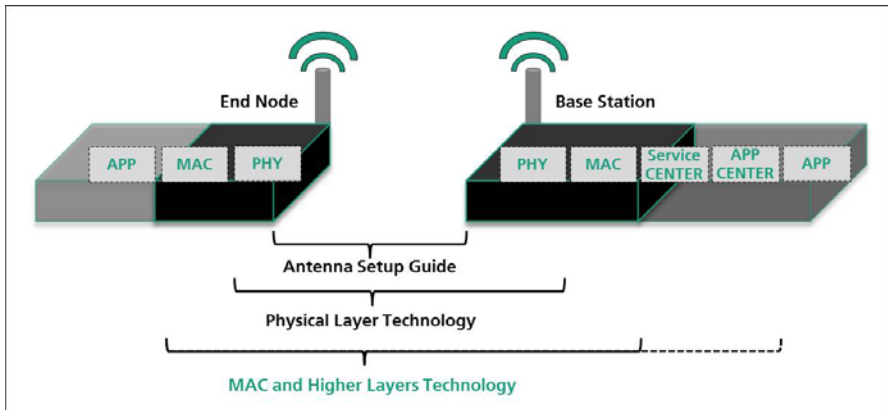 End Node
Base Station
APP
MAC
PHY
PHY
MAC
Service
CENTER
APP
CENTER
APP
Antenna Setup Guide
Physical Layer Technology
MAC and Higher Layers Technology